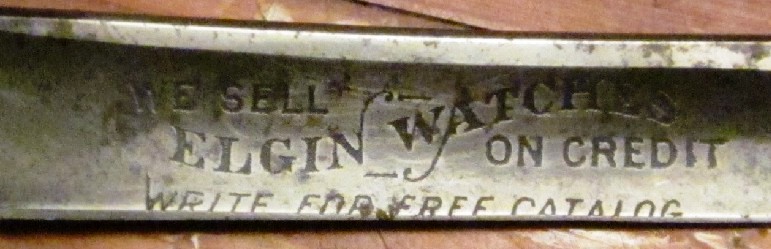 WE SELL
ELGIN WATCHES
ON CREDIT
WRITE FOR FREE CATALOG